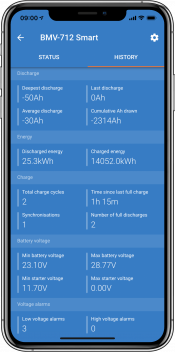 09:00
BMV-712 Smart
STATUS
HISTORY
Discharge
Deepest discharge
Last discharge
-50Ah
0Ah
Average discharge
Cumulative Ah drawn
-30Ah
-2314Ah
Energy
Discharged energy
Charged energy
25.3kWh
14052.0kWh
Charge
Total charge cycles
Time since last full charge
2
1h 15m
Synchronisations
Number of full discharges
1
2
Battery voltage
Min battery voltage
Max battery voltage
23.10V
28.77V
Min starter voltage
Max starter voltage
11.70V
0.00V
Voltage alarms
Low voltage alarms
High voltage alarms
3
0